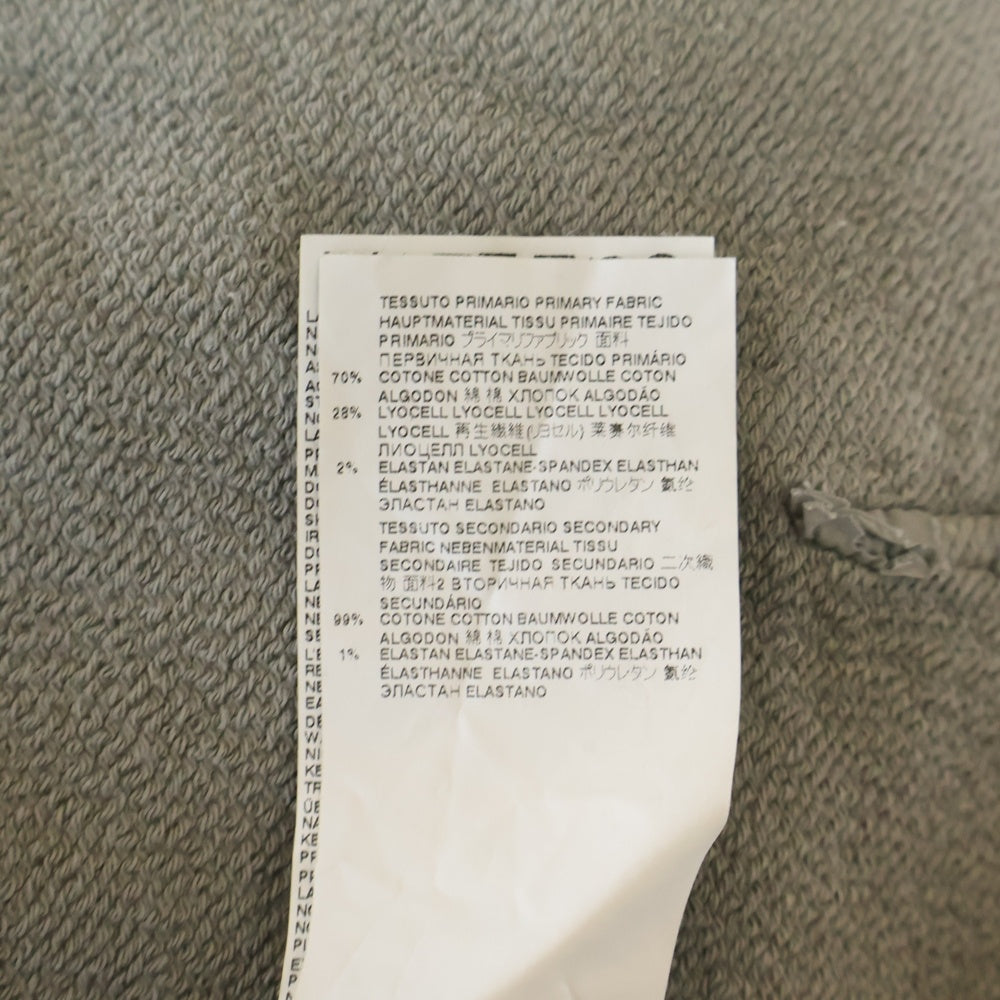 TESSUTO PRIMARIO PRIMARY FABRIC
HAUPTMATERIAL TISSU PRIMAIRE TEJIDO
PRIMARIO プライマリファブリック 面料
ПЕРВИЧНАЯ ТКАНЬ TECIDO PRIMÁRIO
70% COTONE COTTON BAUMWOLLE COTON
ALGODON 綿 棉 ХЛОПОК ALGODÃO
28% LYOCELL LYOCELL LYOCELL LYOCELL
LYOCELL 再生繊維(リヨセル) 莱赛尔纤维
ЛИОЦЕЛЛ LYOCELL
2% ELASTAN ELASTANE-SPANDEX ELASTHAN
ÉLASTHANNE ELASTANO ポリウレタン 氨纶
ЭЛАСТАН ELASTANO
TESSUTO SECONDARIO SECONDARY
FABRIC NEBENMATERIAL TISSU
SECONDAIRE TEJIDO SECUNDARIO 二次織
物 面料2 ВТОРИЧНАЯ ТКАНЬ TECIDO
SECUNDÁRIO
99% COTONE COTTON BAUMWOLLE COTON
ALGODON 綿 棉 ХЛОПОК ALGODÃO
1% ELASTAN ELASTANE-SPANDEX ELASTHAN
ÉLASTHANNE ELASTANO ポリウレタン 氨纶
ЭЛАСТАН ELASTANO